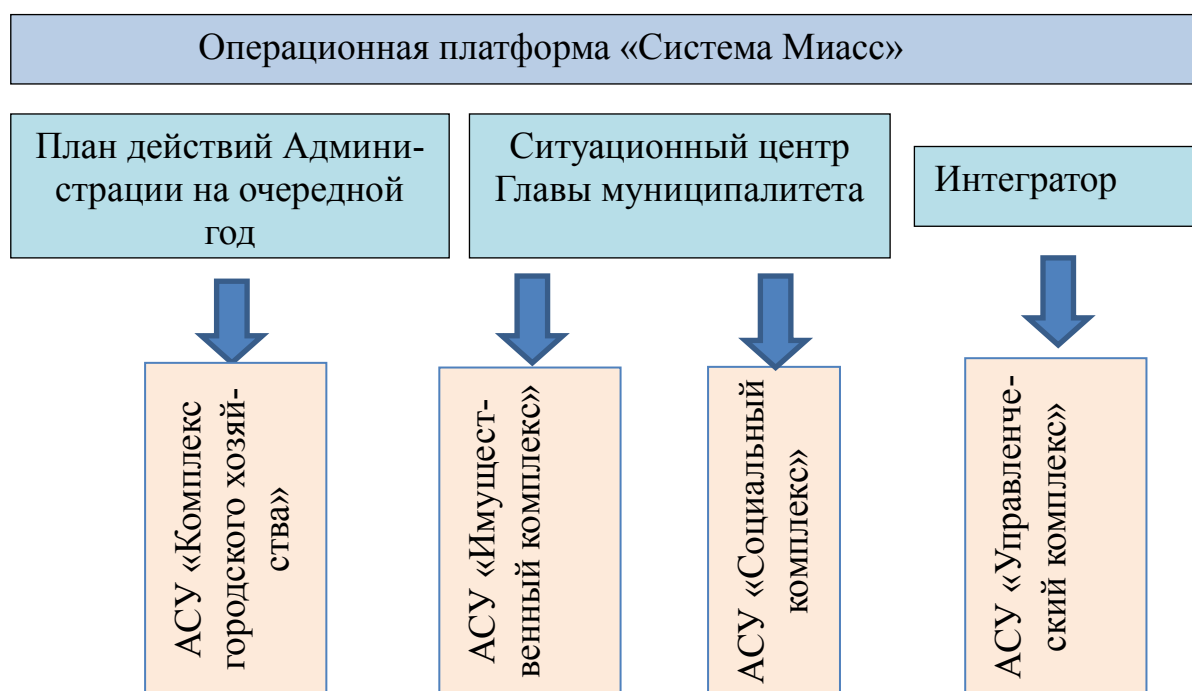 Операционная платформа «Система Миасс»
План действий Админи-
страции на очередной
год
Ситуационный центр
Главы муниципалитета
Интегратор
АСУ «Комплекс
городского хозяй-
ства»
АСУ «Имущест-
венный комплекс»
АСУ «Социальный
комплекс»
АСУ «Управленче-
ский комплекс»